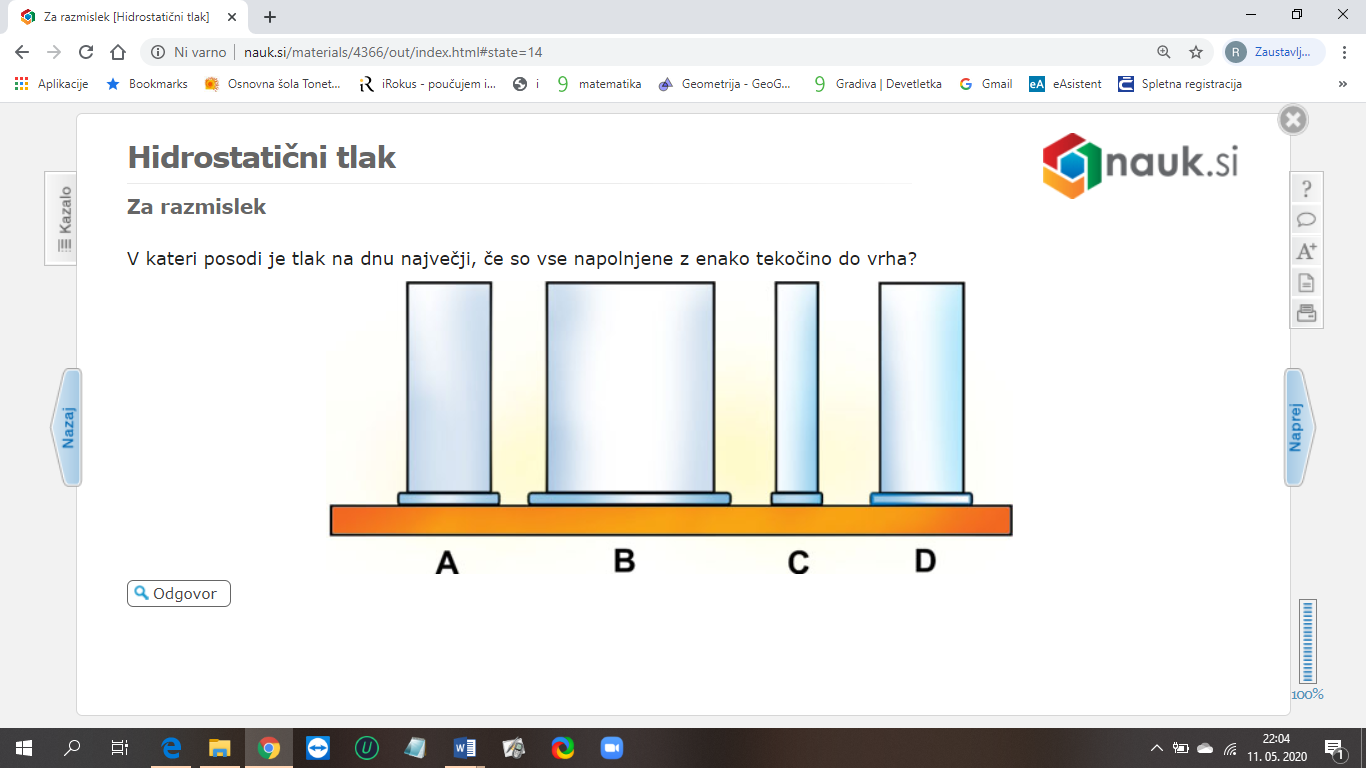 Za razmislek [Hidrostatični tlak]
Ni varno | nauk.si/materials/4366/out/index.html#state=14
R Zaustavlj...
Aplikacije
Bookmarks
Osnovna šola Tonet...
iRokus - poučujem i...
i
matematika
Geometrija - GeoG...
Gradiva | Devetletka
Gmail
eAsistent
Spletna registracija
»
Hidrostatični tlak
nauk.si
Kazalo
Za razmislek
?
A+
V kateri posodi je tlak na dnu največji, če so vse napolnjene z enako tekočino do vrha?
Nazaj
Naprej
A B C D
Odgovor
100%
22:04
11. 05. 2020
1